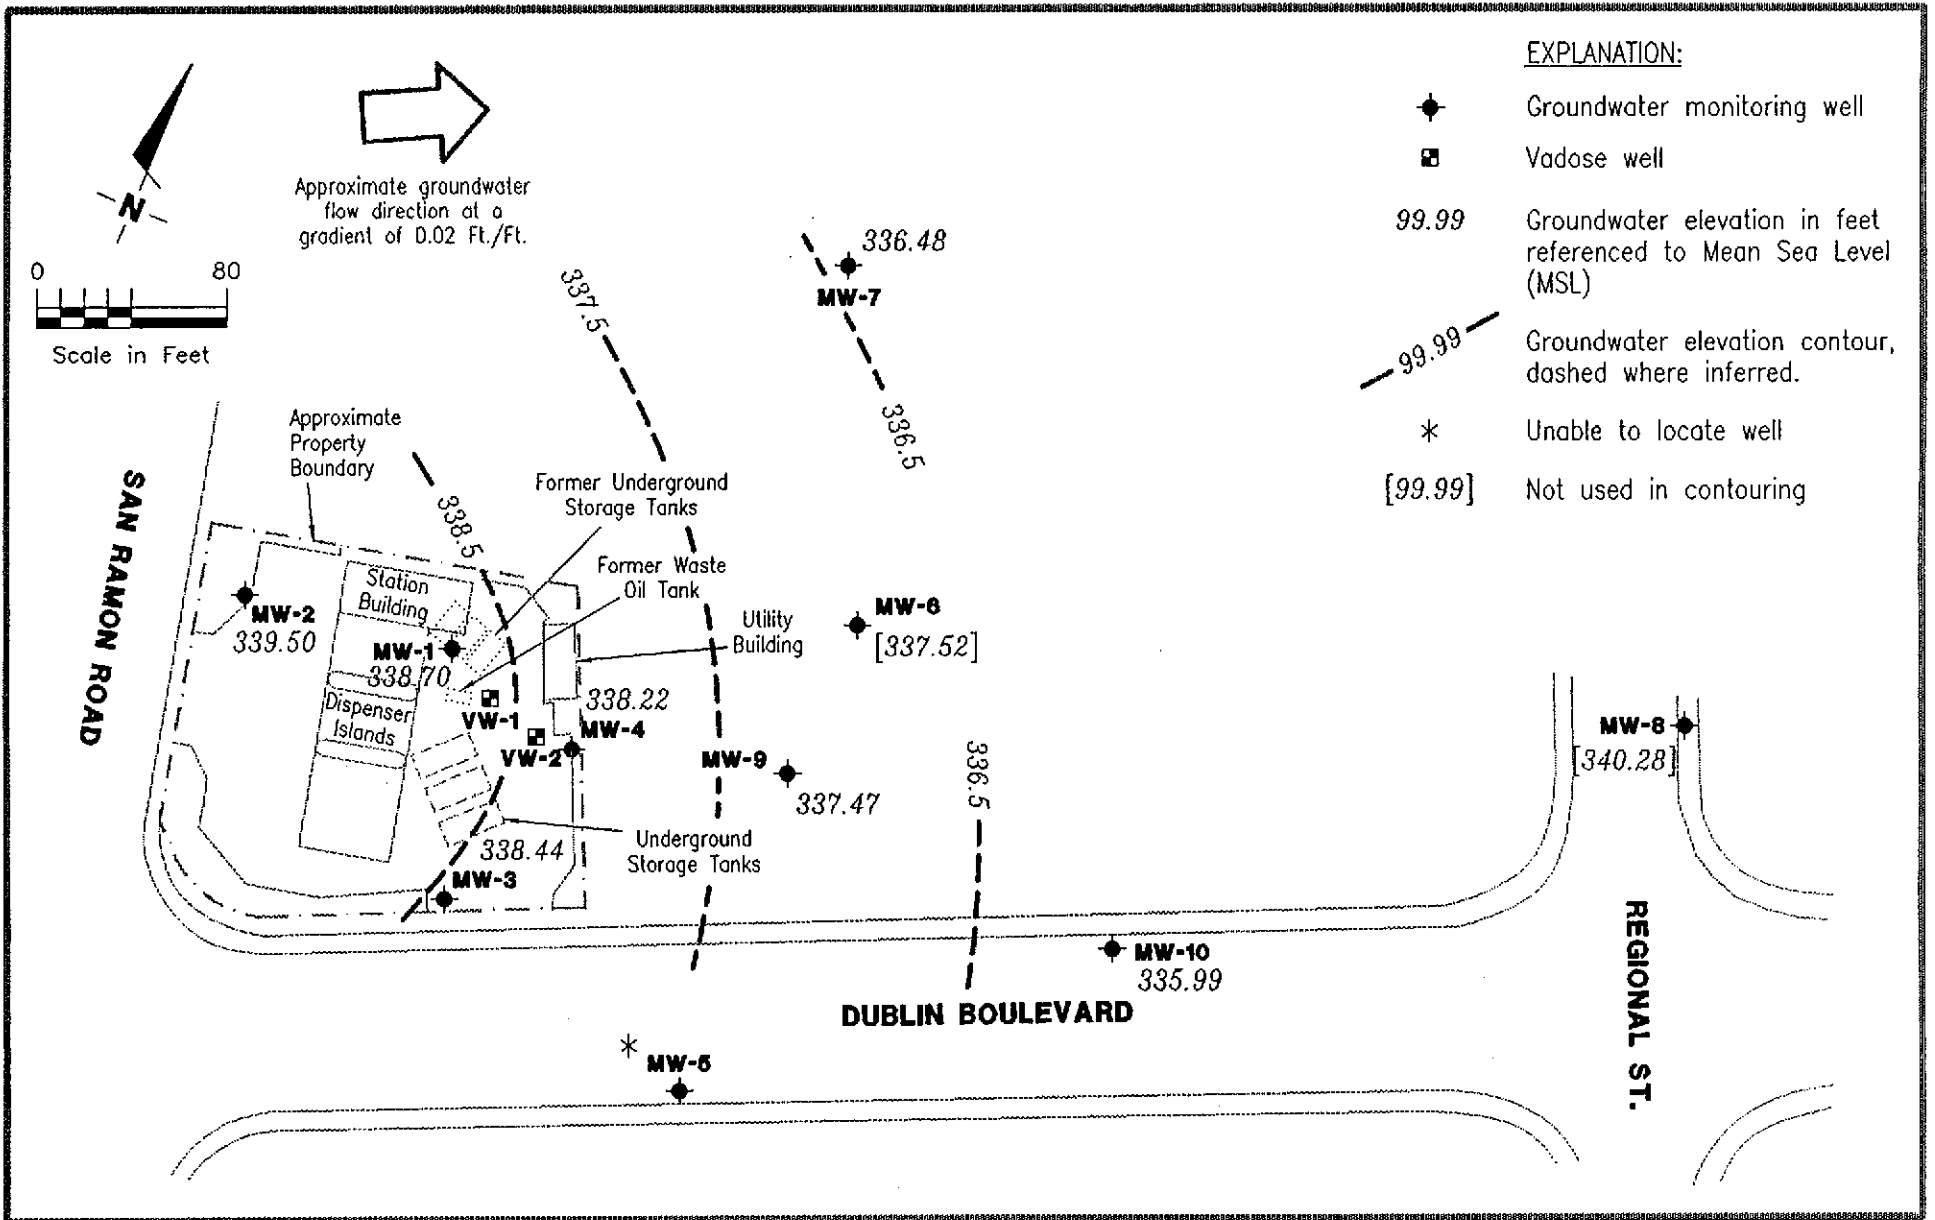 EXPLANATION:
Groundwater monitoring well
Vadose well
99.99
Groundwater elevation in feet
referenced to Mean Sea Level
(MSL)
99.99
Groundwater elevation contour,
dashed where inferred.
*
Unable to locate well
[99.99]
Not used in contouring
N
Approximate groundwater
flow direction at a
gradient of 0.02 Ft./Ft.
0
80
Scale in Feet
336.48
MW-7
337.5
336.5
Approximate
Property
Boundary
338.5
Former Underground
Storage Tanks
Former Waste
Oil Tank
Utility
Building
SAN RAMON ROAD
Station
Building
MW-2
339.50
MW-1
338.70
MW-6
[337.52]
338.22
VW-1
Dispenser
Islands
MW-4
VW-2
MW-9
337.47
336.5
MW-8
[340.28]
338.44
Underground
Storage Tanks
MW-3
MW-10
335.99
DUBLIN BOULEVARD
REGIONAL ST.
*
MW-5